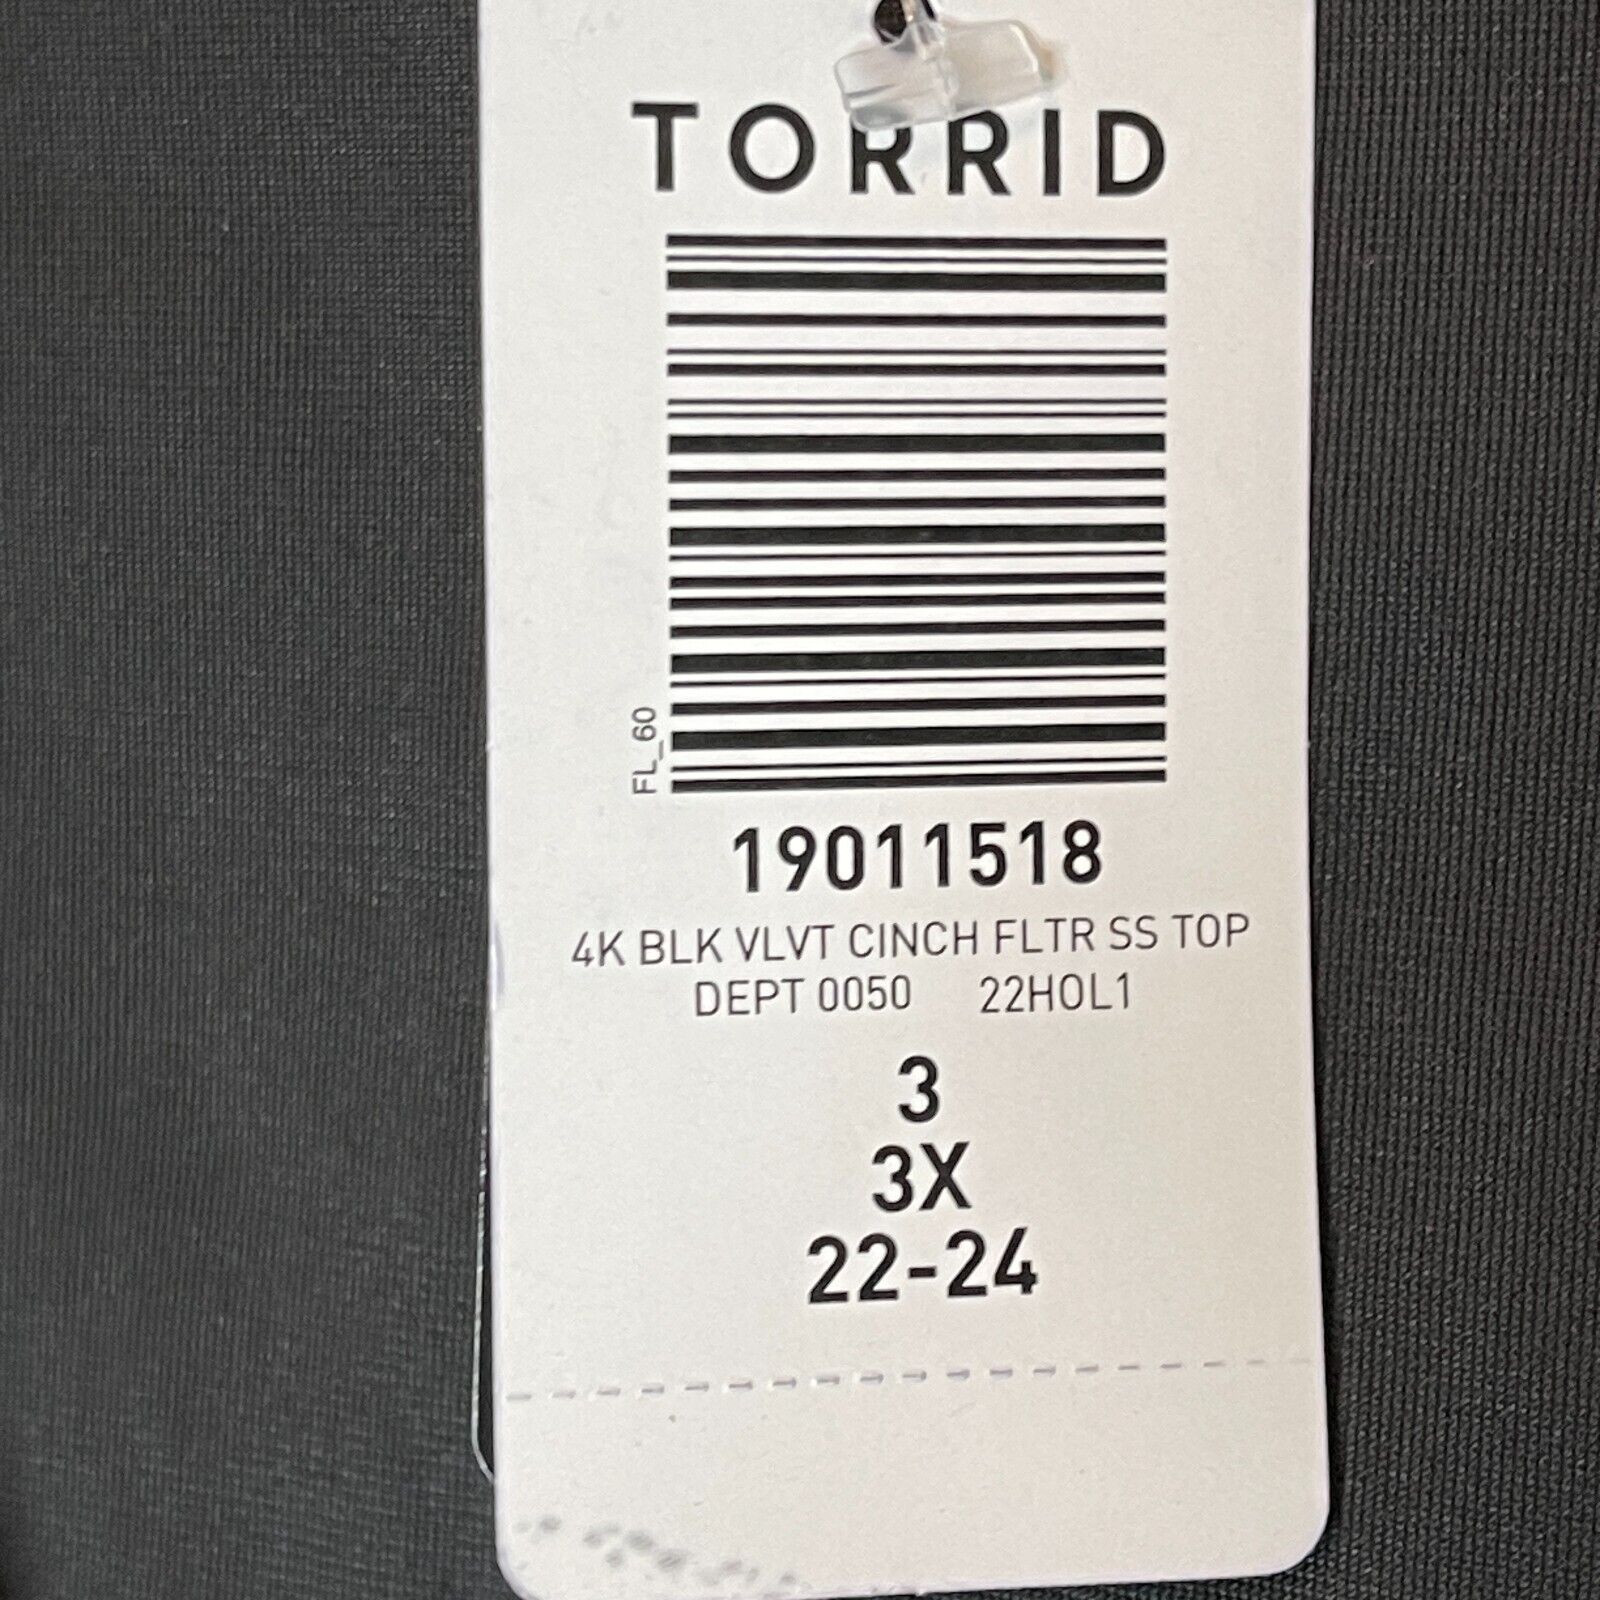 TORRID
FL_60
19011518
4K BLK VLVT CINCH FLTR SS TOP
DEPT 0050 22HOL1
3
3X
22-24